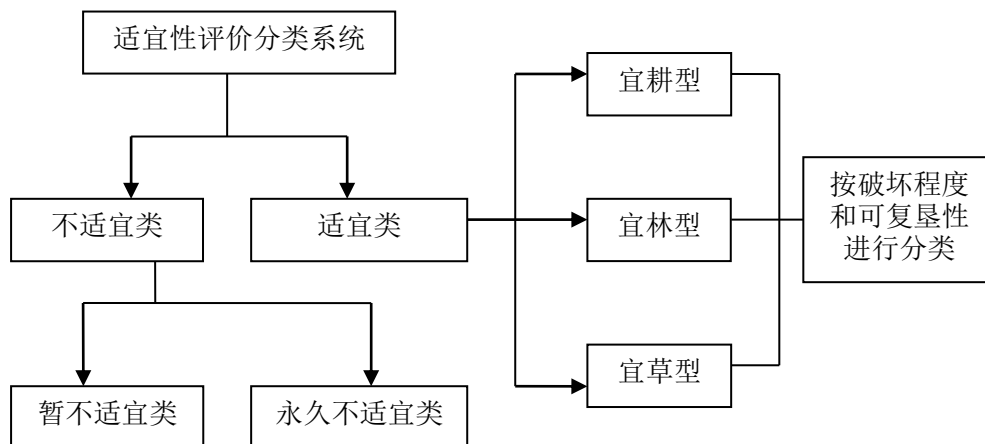 适宜性评价分类系统
宜耕型
不适宜类
适宜类
宜林型
按破坏程度
和可复垦性
进行分类
宜草型
暂不适宜类
永久不适宜类